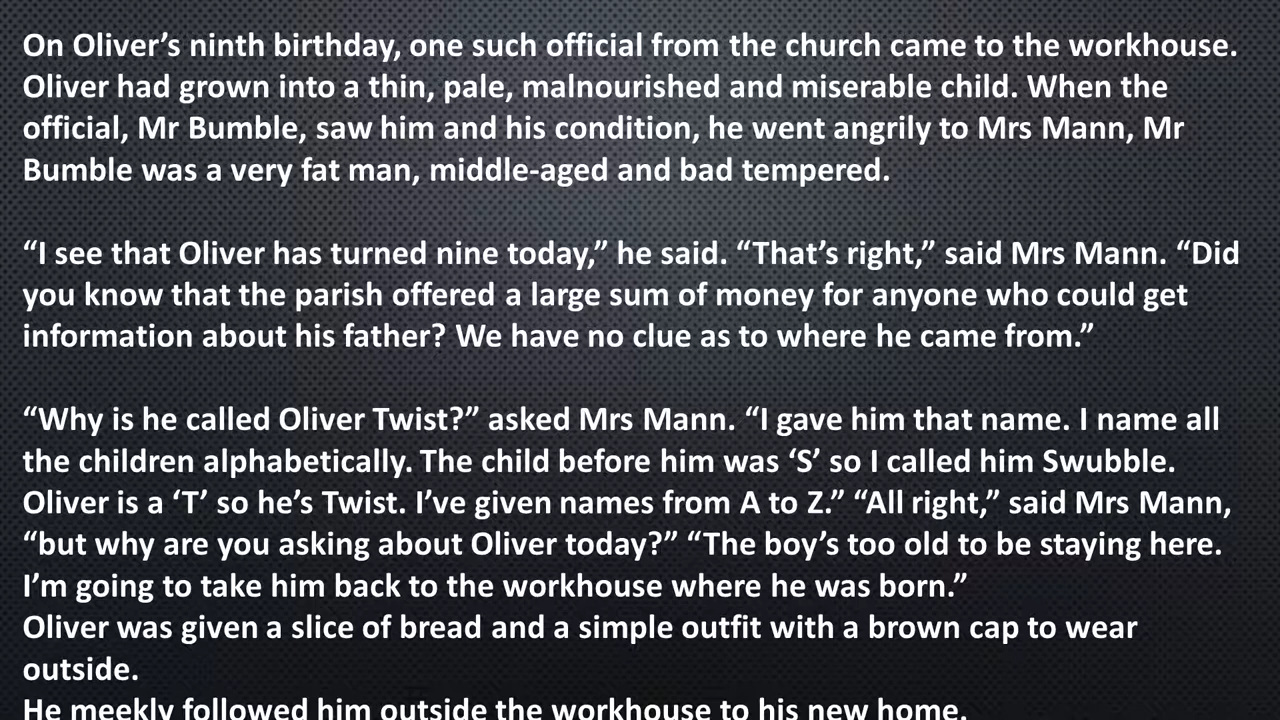 On Oliver’s ninth birthday, one such official from the church came to the workhouse.
Oliver had grown into a thin, pale, malnourished and miserable child. When the
official, Mr Bumble, saw him and his condition, he went angrily to Mrs Mann, Mr
Bumble was a very fat man, middle-aged and bad tempered.
“I see that Oliver has turned nine today,” he said. “That’s right,” said Mrs Mann. “Did
you know that the parish offered a large sum of money for anyone who could get
information about his father? We have no clue as to where he came from.”
“Why is he called Oliver Twist?” asked Mrs Mann. “I gave him that name. I name all
the children alphabetically. The child before him was ‘S’ so I called him Swubble.
Oliver is a ‘T’ so he’s Twist. I’ve given names from A to Z.” “All right,” said Mrs Mann,
“but why are you asking about Oliver today?” “The boy’s too old to be staying here.
I’m going to take him back to the workhouse where he was born.”
Oliver was given a slice of bread and a simple outfit with a brown cap to wear
outside.
He meekly followed him outside the workhouse to his new home.